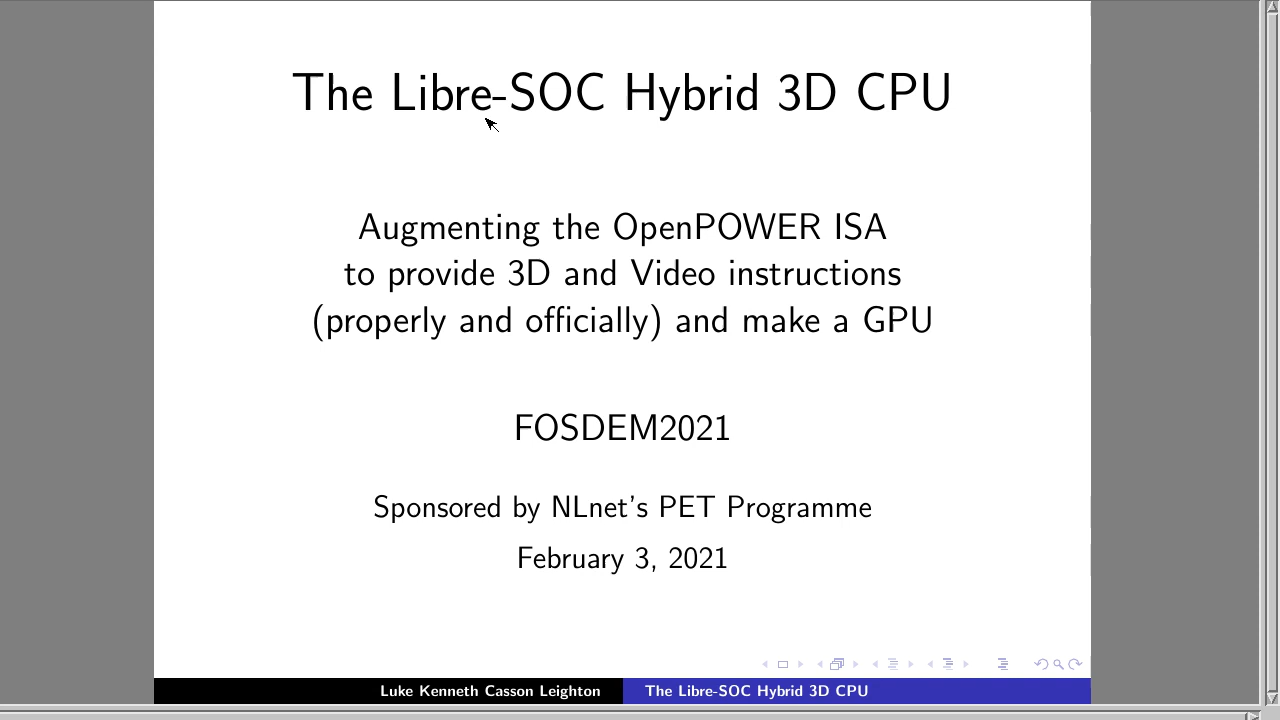 The Libre-SOC Hybrid 3D CPU
Augmenting the OpenPOWER ISA
to provide 3D and Video instructions
(properly and officially) and make a GPU
FOSDEM2021
Sponsored by NLnet's PET Programme
February 3, 2021
Luke Kenneth Casson Leighton
The Libre-SOC Hybrid 3D CPU